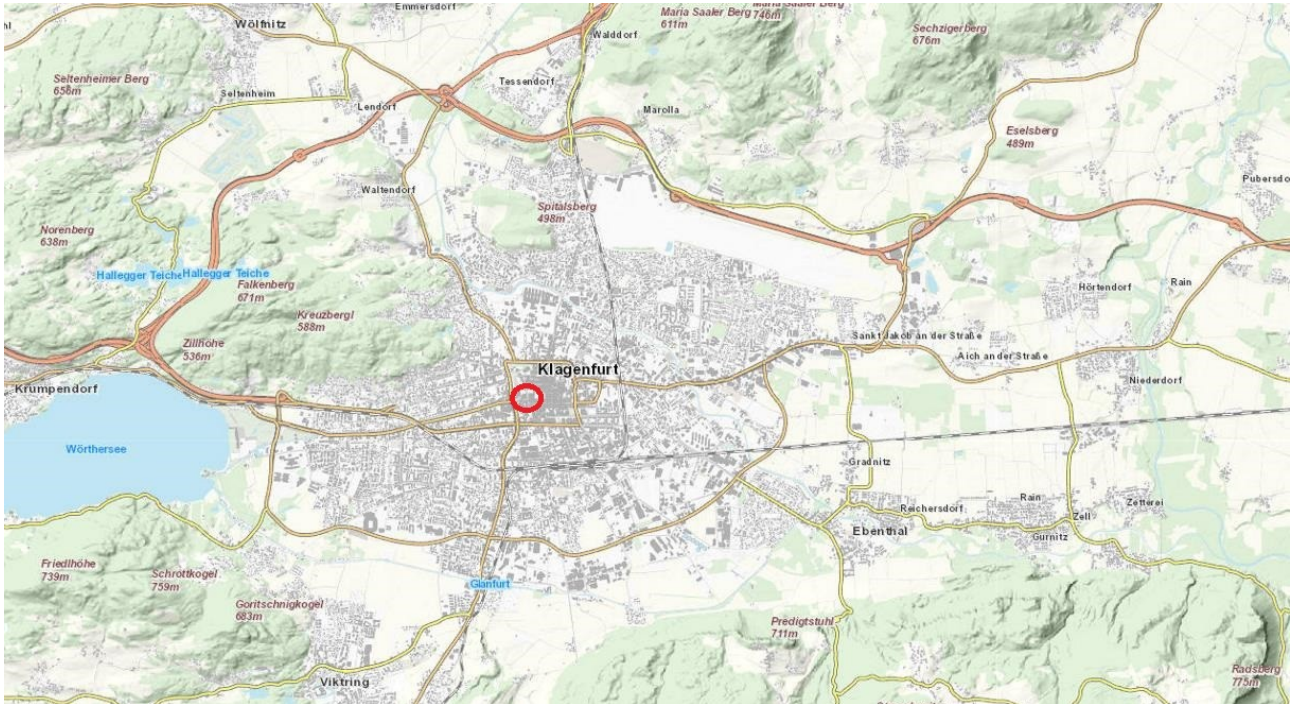 Emmersdorf
Wölfnitz
Maria Saaler Berg
611m
746m
Sechzigerberg
676m
Walddorf
Seltenheimer Berg
656m
Tessendorf
Seltenheim
Lendorf
Marolla
Eselsberg
489m
Waltendorf
Pubersdo
Spitalsberg
498m
Norenberg
638m
Hallegger Teiche
Hallegger Teiche
Falkenberg
671m
Rain
Hörtendorf
Kreuzbergl
588m
Zillhöhe
536m
Sankt Jakob an der Straße
Aich an der Straße
Klagenfurt
Krumpendorf
Niederdorf
Wörthersee
Gradnitz
Rain
Zetterei
Reichersdorf
Zell
Ebenthal
Gurnitz
Friedlhöhe
739m
Schrottkogel
759m
Glanfurt
Goritschnigkogel
683m
Predigtstuhl
711m
Radsberg
775m
Viktring